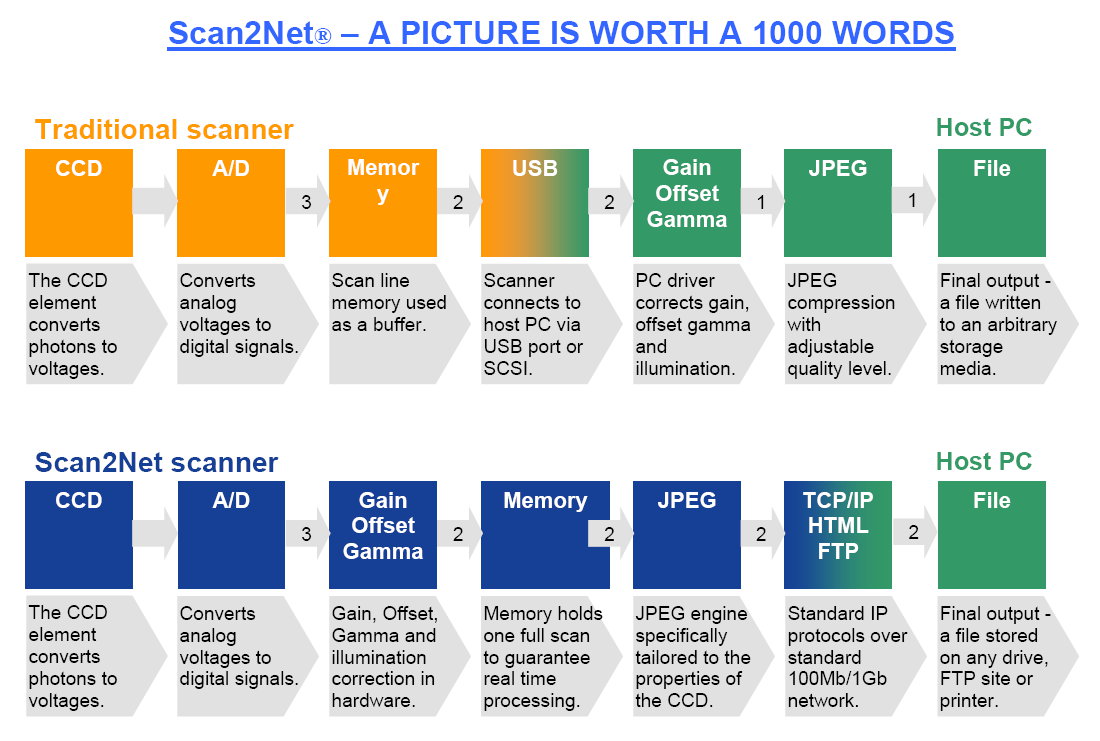 Scan2Net® – A PICTURE IS WORTH A 1000 WORDS
Traditional scanner
Host PC
CCD
A/D
3
Memor
y
2
USB
2
Gain
Offset
Gamma
1
JPEG
1
File
The CCD
element
converts
photons to
voltages.
Converts
analog
voltages to
digital signals.
Scan line
memory used
as a buffer.
Scanner
connects to
host PC via
USB port or
SCSI.
PC driver
corrects gain,
offset gamma
and
illumination.
JPEG
compression
with
adjustable
quality level.
Final output -
a file written
to an arbitrary
storage
media.
Scan2Net scanner
Host PC
CCD
A/D
3
Gain
Offset
Gamma
2
Memory
2
JPEG
2
TCP/IP
HTML
FTP
2
File
The CCD
element
converts
photons to
voltages.
Converts
analog
voltages to
digital signals.
Gain, Offset,
Gamma and
illumination
correction in
hardware.
Memory holds
one full scan
to guarantee
real time
processing.
JPEG engine
specifically
tailored to the
properties of
the CCD.
Standard IP
protocols over
standard
100Mb/1Gb
network.
Final output -
a file stored
on any drive,
FTP site or
printer.